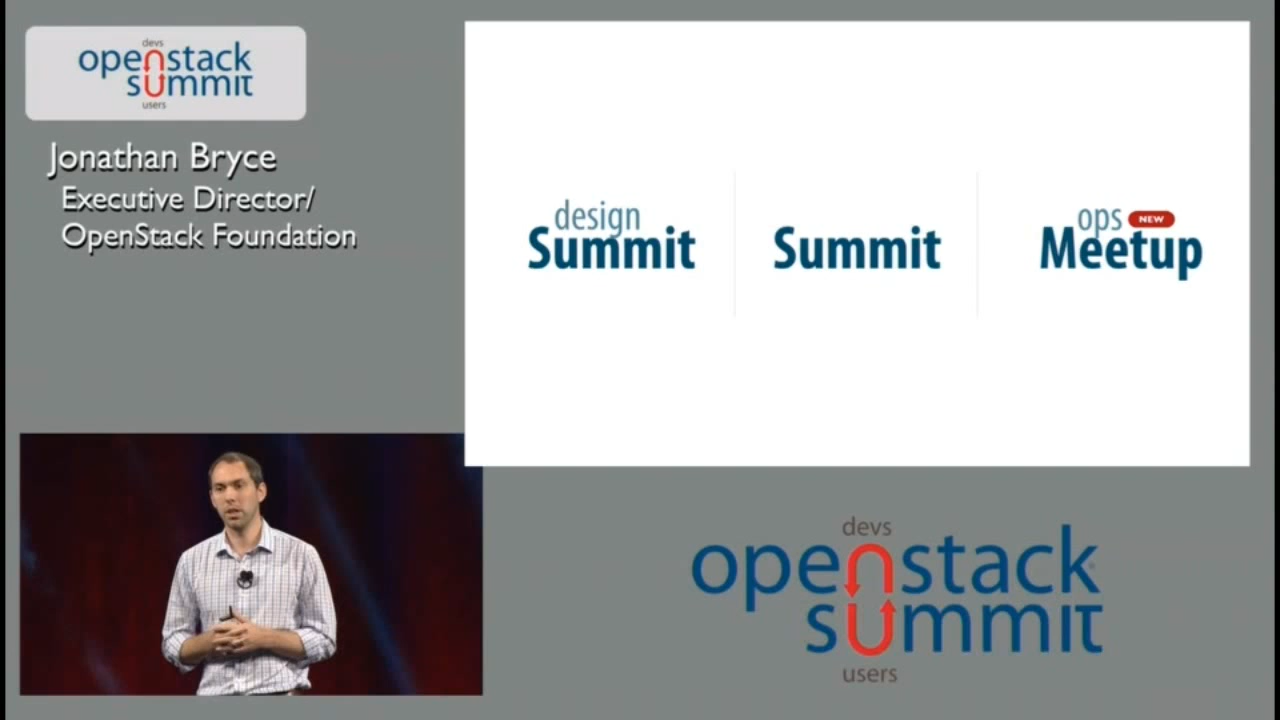 devs
openstack
summit
users
Jonathan Bryce
Executive Director/
OpenStack Foundation
design
Summit
Summit
ops NEW
Meetup
devs
openstack
summit
users